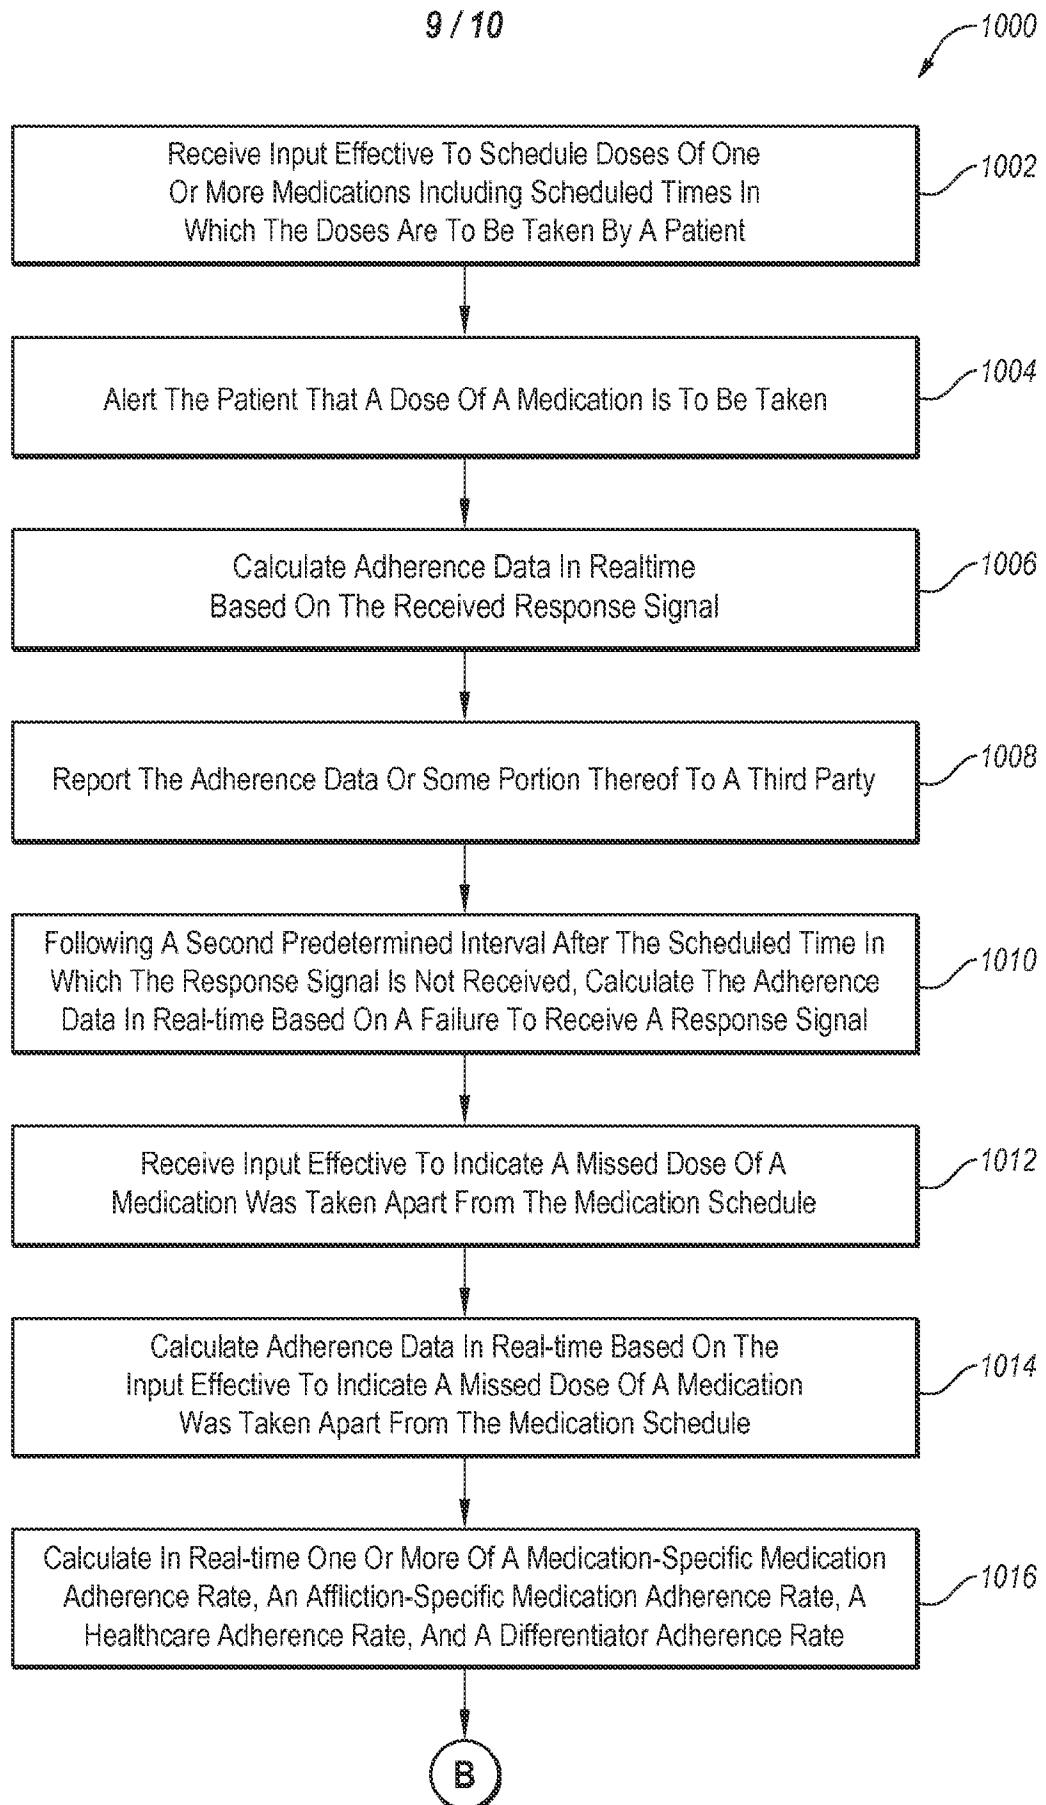 9 / 10
1000
Receive Input Effective To Schedule Doses Of One
Or More Medications Including Scheduled Times In
Which The Doses Are To Be Taken By A Patient
1002
Alert The Patient That A Dose Of A Medication Is To Be Taken
1004
Calculate Adherence Data In Realtime
Based On The Received Response Signal
1006
Report The Adherence Data Or Some Portion Thereof To A Third Party
1008
Following A Second Predetermined Interval After The Scheduled Time In
Which The Response Signal Is Not Received, Calculate The Adherence
Data In Real-time Based On A Failure To Receive A Response Signal
1010
Receive Input Effective To Indicate A Missed Dose Of A
Medication Was Taken Apart From The Medication Schedule
1012
Calculate Adherence Data In Real-time Based On The
Input Effective To Indicate A Missed Dose Of A Medication
Was Taken Apart From The Medication Schedule
1014
Calculate In Real-time One Or More Of A Medication-Specific Medication
Adherence Rate, An Affliction-Specific Medication Adherence Rate, A
Healthcare Adherence Rate, And A Differentiator Adherence Rate
1016
B